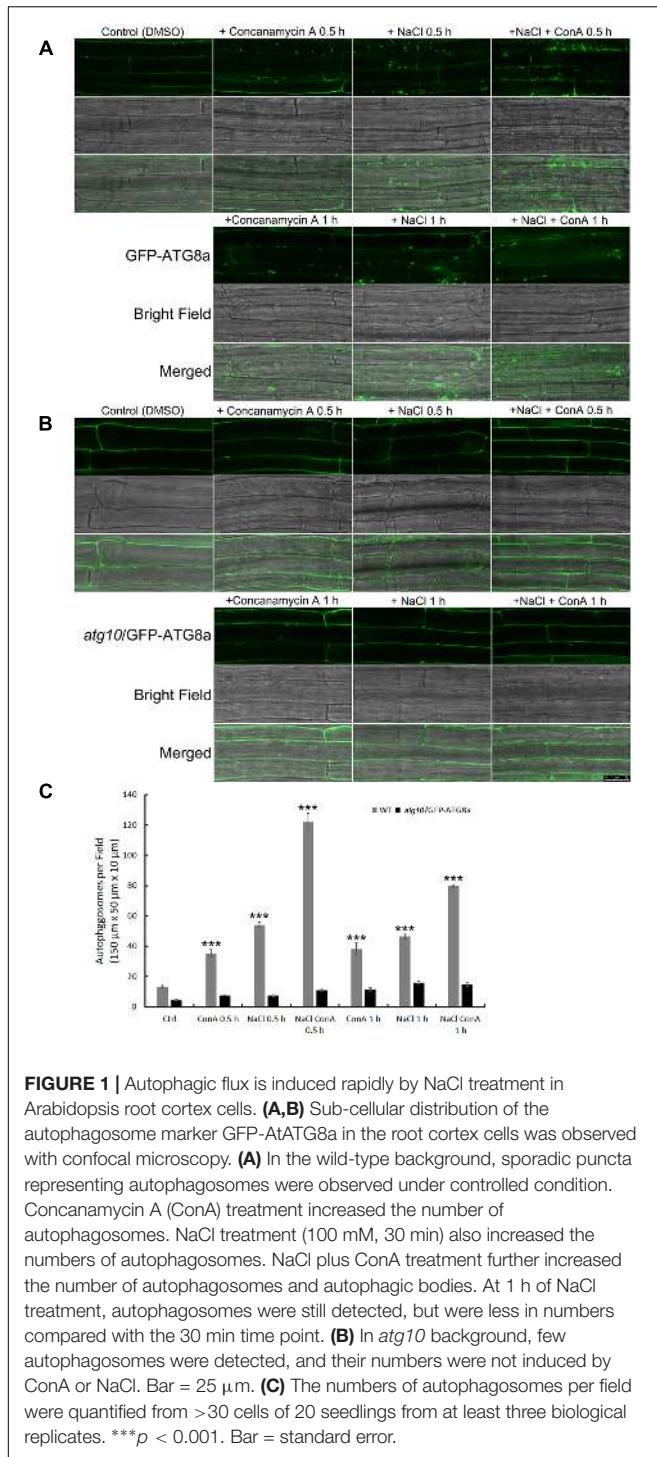 A
Control (DMSO) + Concanamycin A 0.5 h + NaCl 0.5 h +NaCl + ConA 0.5 h
+Concanamycin A 1 h + NaCl 1 h + NaCl + ConA 1 h
GFP-ATG8a
Bright Field
Merged
B
Control (DMSO) + Concanamycin A 0.5 h + NaCl 0.5 h +NaCl + ConA 0.5 h
+Concanamycin A 1 h + NaCl 1 h +NaCl + ConA 1 h
atg10/GFP-ATG8a
Bright Field
Merged
C
Autophggosomes per Field
(150 µm x 50 µm x 10 µm)
140
120
100
80
60
40
20
0
WT atg10/GFP-ATG8a
*** *** *** *** *** ***
Ctrl ConA 0.5 h NaCl 0.5 h NaCl ConA 0.5 h ConA 1 h NaCl 1 h NaCl ConA 1 h
FIGURE 1 | Autophagic flux is induced rapidly by NaCl treatment in
Arabidopsis root cortex cells. (A,B) Sub-cellular distribution of the
autophagosome marker GFP-AtATG8a in the root cortex cells was observed
with confocal microscopy. (A) In the wild-type background, sporadic puncta
representing autophagosomes were observed under controlled condition.
Concanamycin A (ConA) treatment increased the number of
autophagosomes. NaCl treatment (100 mM, 30 min) also increased the
numbers of autophagosomes. NaCl plus ConA treatment further increased
the number of autophagosomes and autophagic bodies. At 1 h of NaCl
treatment, autophagosomes were still detected, but were less in numbers
compared with the 30 min time point. (B) In atg10 background, few
autophagosomes were detected, and their numbers were not induced by
ConA or NaCl. Bar = 25 µm. (C) The numbers of autophagosomes per field
were quantified from >30 cells of 20 seedlings from at least three biological
replicates. ***p < 0.001. Bar = standard error.